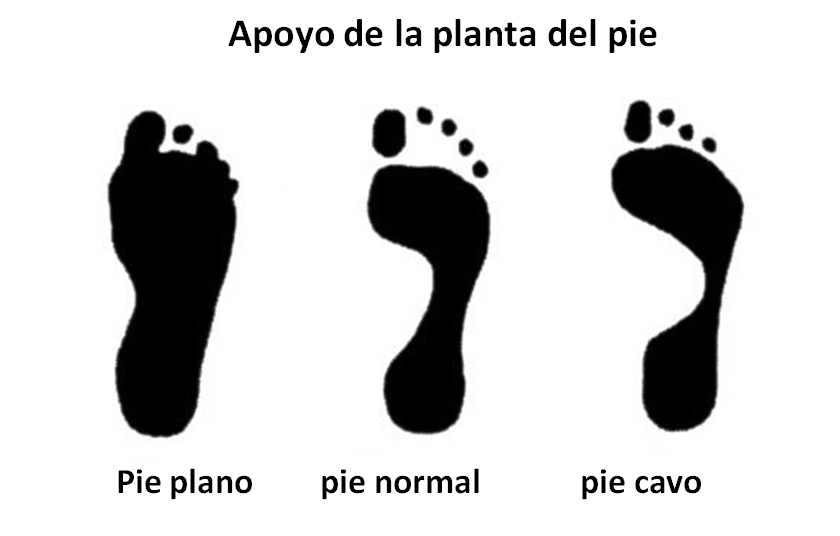 Apoyo de la planta del pie
Pie plano
pie normal
pie cavo